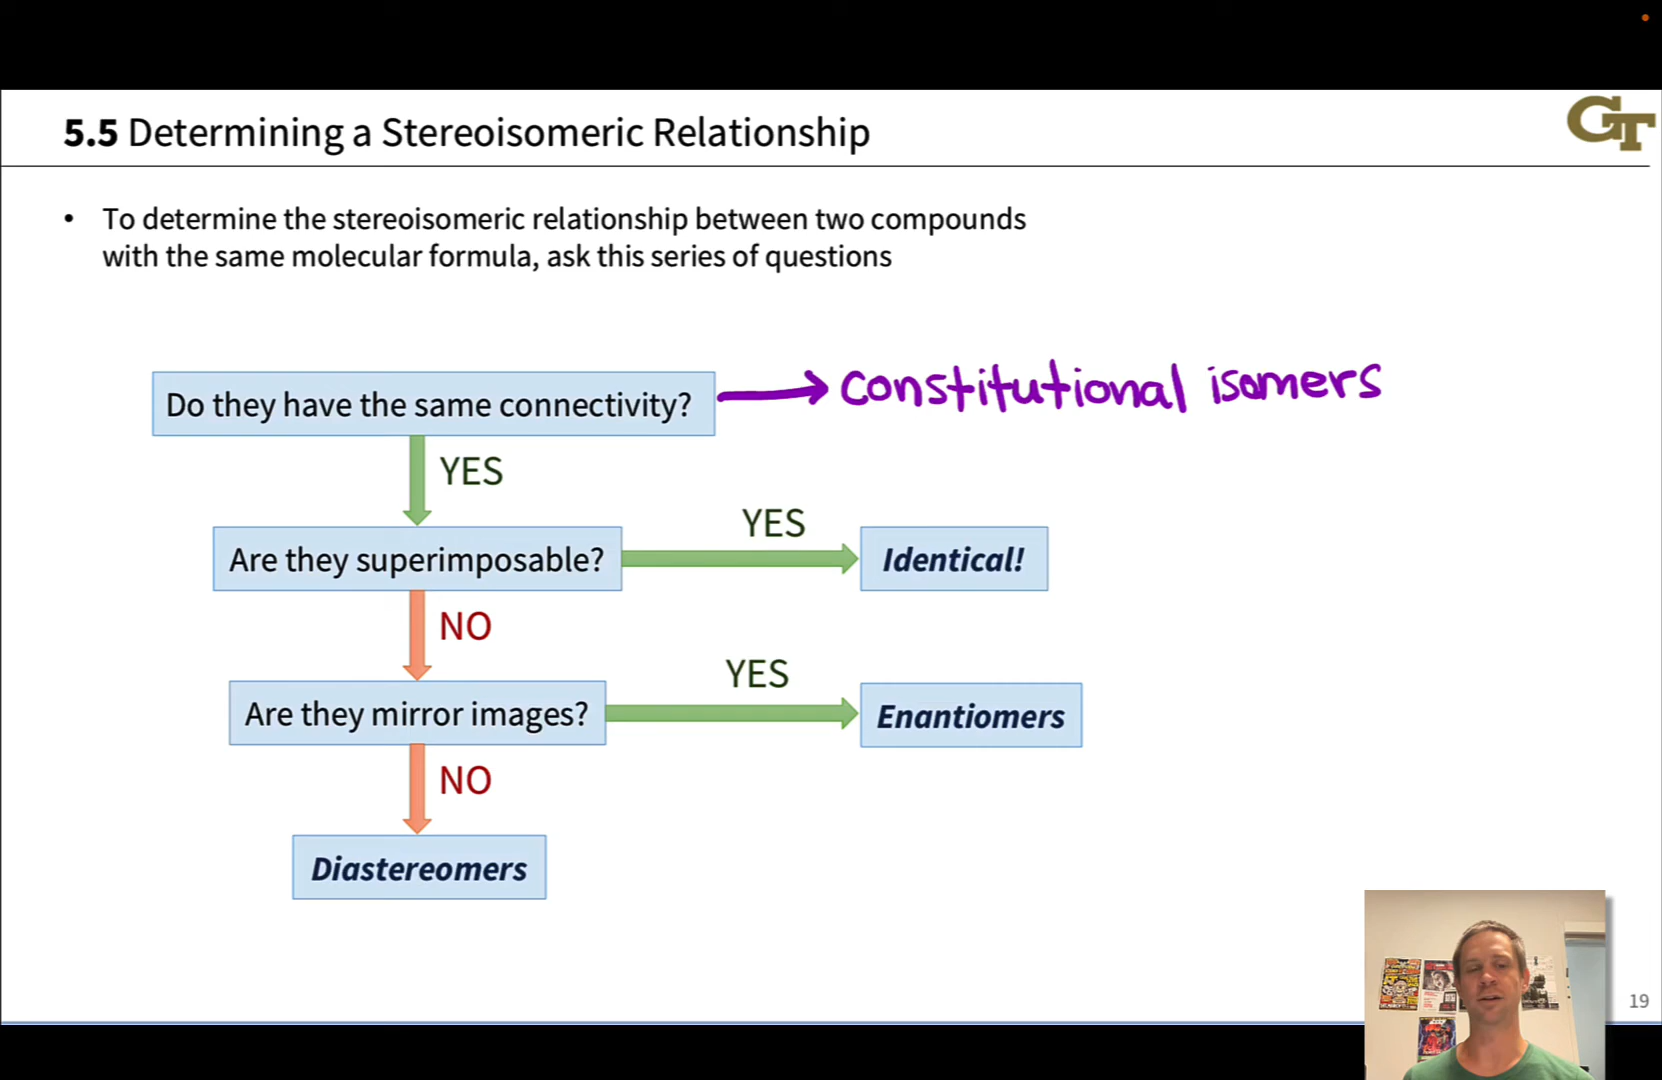 5.5 Determining a Stereoisomeric Relationship
GT
• To determine the stereoisomeric relationship between two compounds
with the same molecular formula, ask this series of questions
Do they have the same connectivity?
constitutional isomers
YES
Are they superimposable?
YES
Identical!
NO
Are they mirror images?
YES
Enantiomers
NO
Diastereomers
19